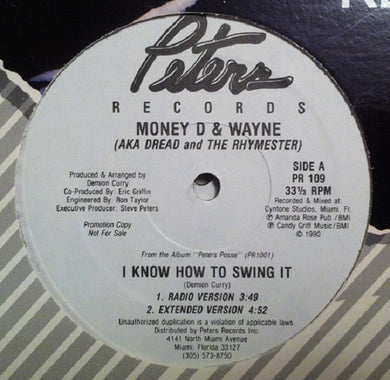 Peters
RECORDS
MONEY D & WAYNE
(AKA DREAD and THE RHYMESTER)
Produced & Arranged by
Demion Curry
Co-Produced By: Eric Griffin
Engineered By: Ron Taylor
Executive Producer: Steve Peters
Promotion Copy
Not For Sale
SIDE A
PR 109
33⅓ RPM
Recorded & Mixed at:
Cyntone Studios, Miami, Fl
Ⓟ Amanda Rose Pub./BMI
Ⓟ Candy Griff Music/BMI
© 1990
From the Album "Peters Posse" (PR1001)
I KNOW HOW TO SWING IT
(Demion Curry)
1. RADIO VERSION 3:49
2. EXTENDED VERSION 4:52
Unauthorized duplication is a violation of applicable laws.
Distributed by Peters Records Inc.
4141 North Miami Avenue
Miami, Florida 33127
(305) 573-8750